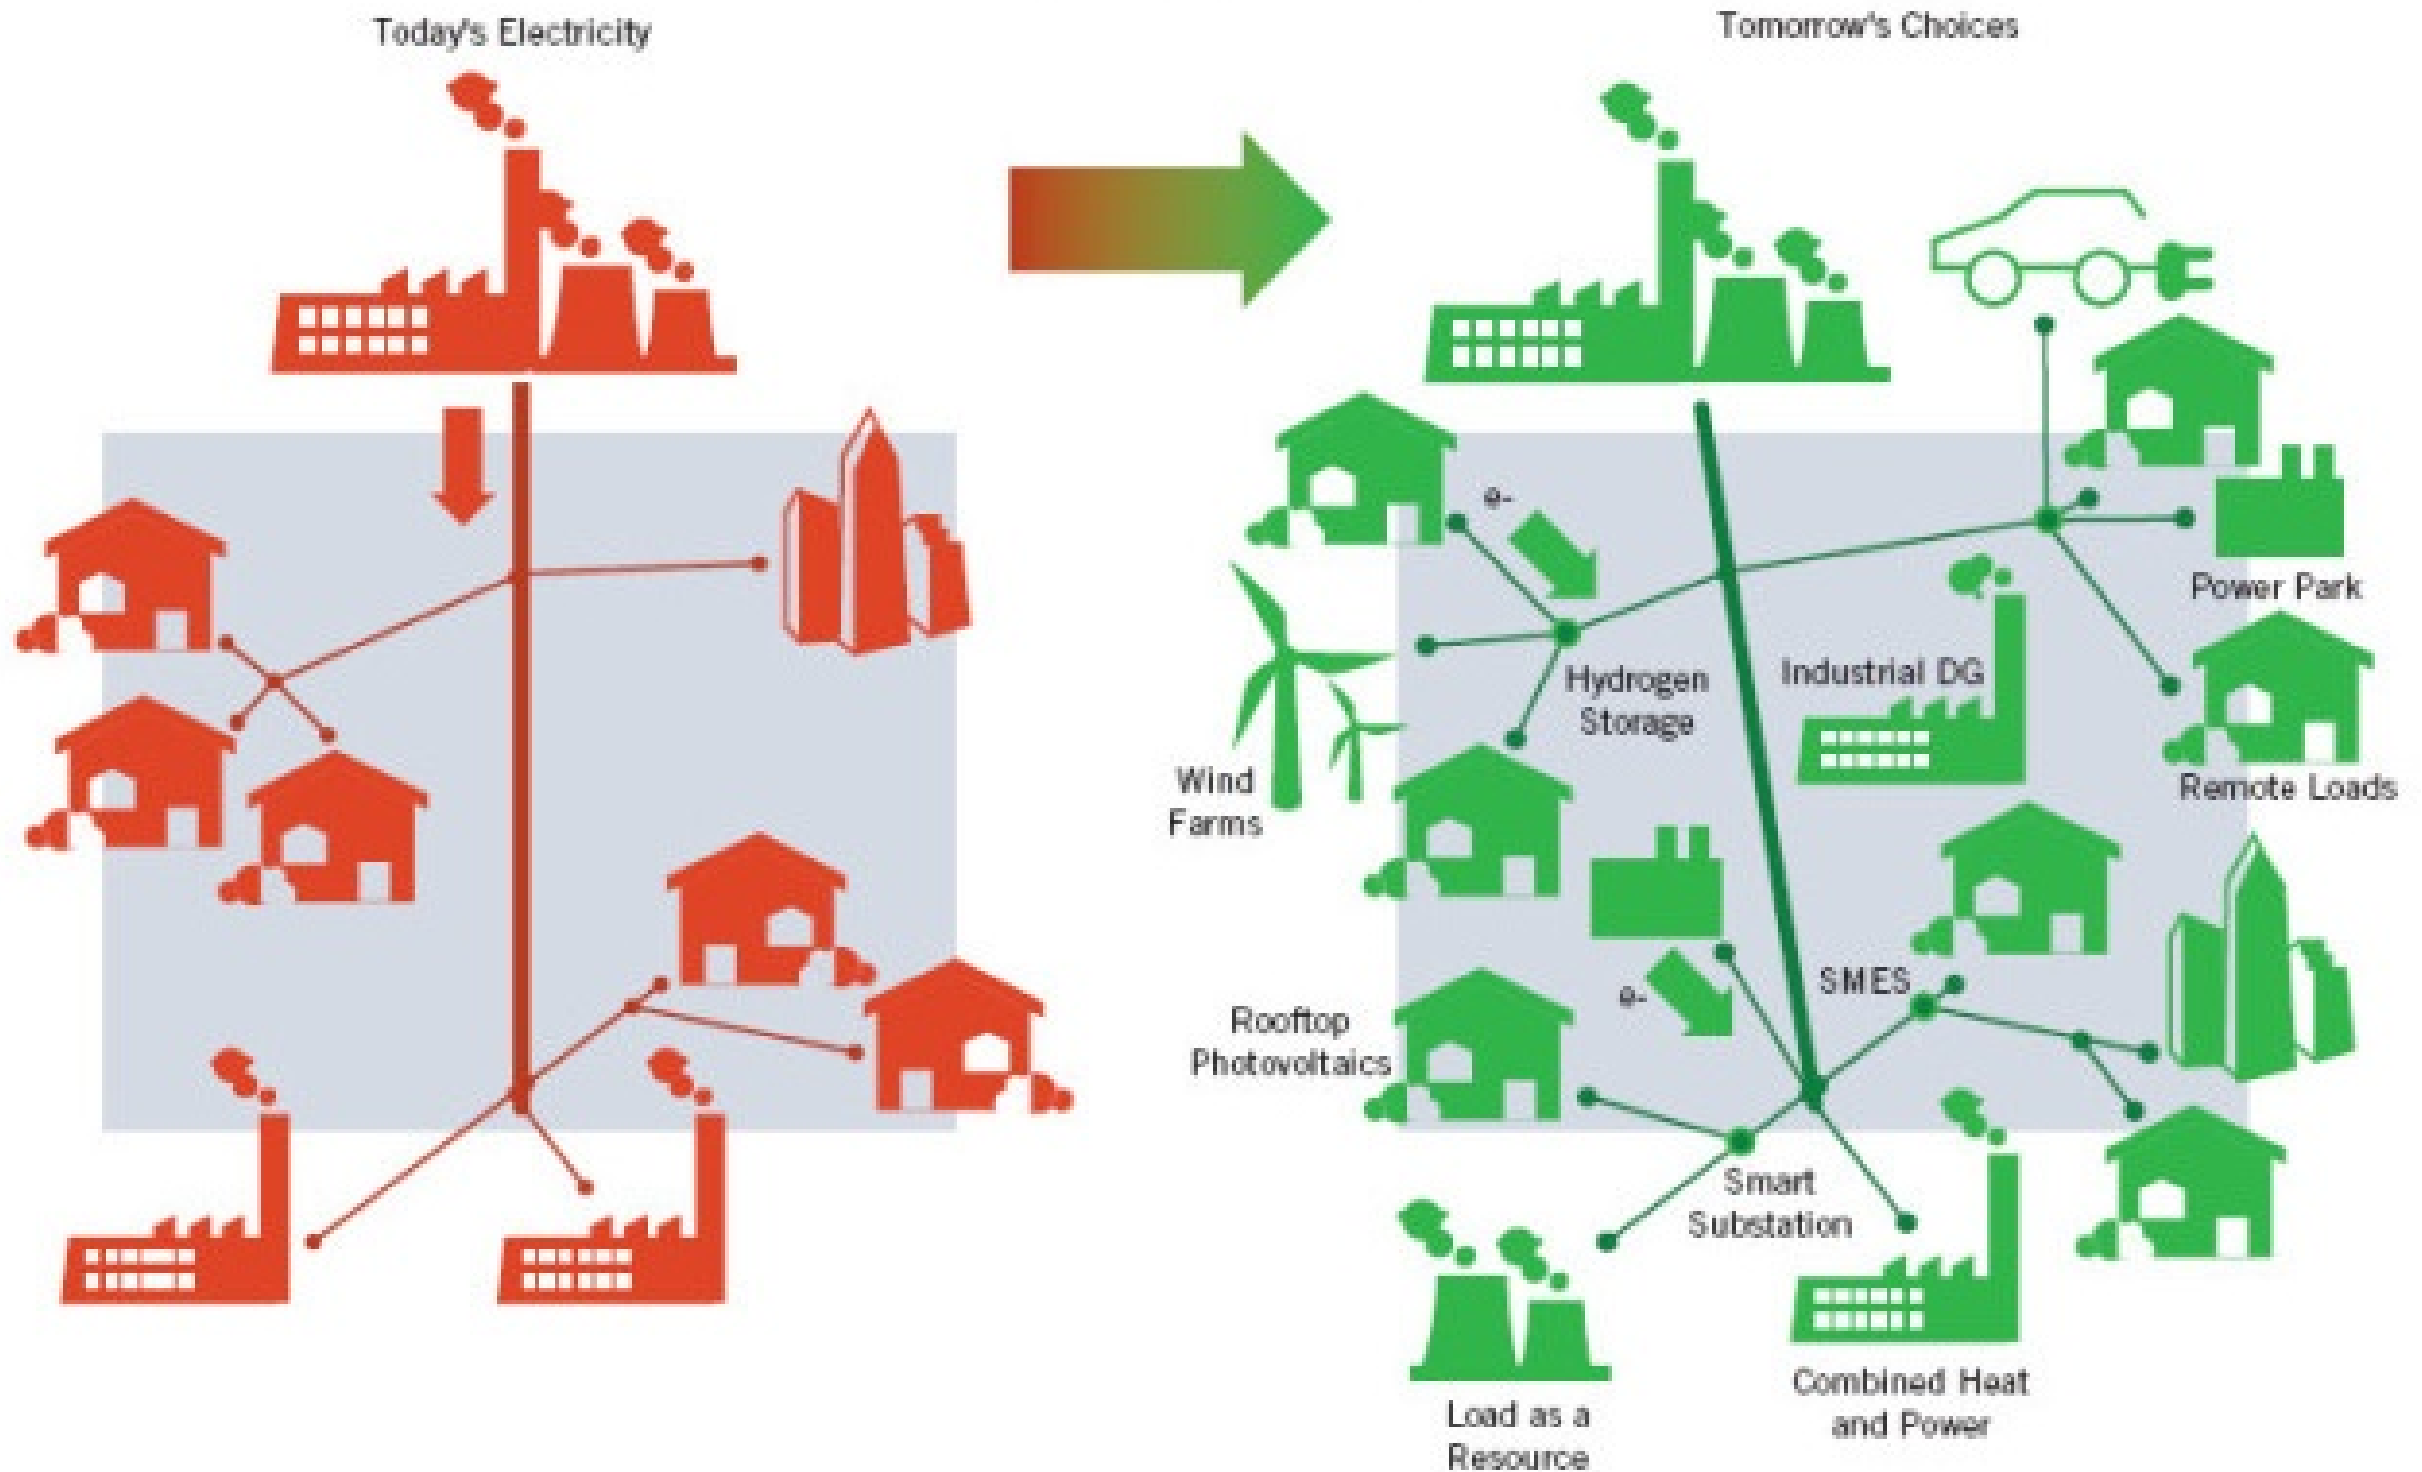 Today's Electricity
Tomorrow's Choices
e-
Power Park
Hydrogen
Storage
Industrial DG
Wind
Farms
Remote Loads
SMES
e-
Rooftop
Photovoltaics
Smart
Substation
Combined Heat
and Power
Load as a
Resource